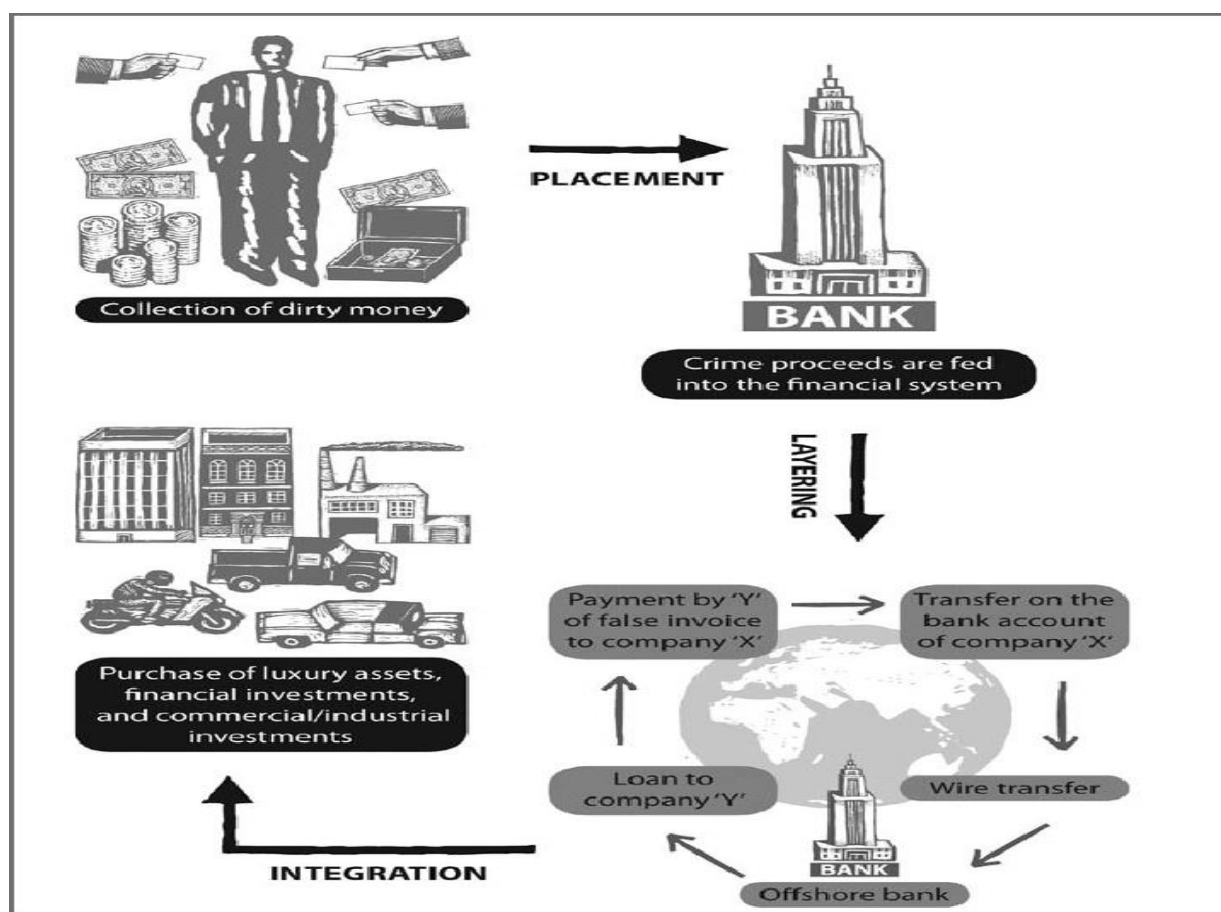 PLACEMENT
Collection of dirty money
BANK
Crime proceeds are fed
into the financial system
LAYERING
Payment by ‘Y’
of false invoice
to company ‘X’
Transfer on the
bank account
of company ‘X’
Purchase of luxury assets,
financial investments,
and commercial/industrial
investments
Loan to
company ‘Y’
Wire transfer
BANK
Offshore bank
INTEGRATION